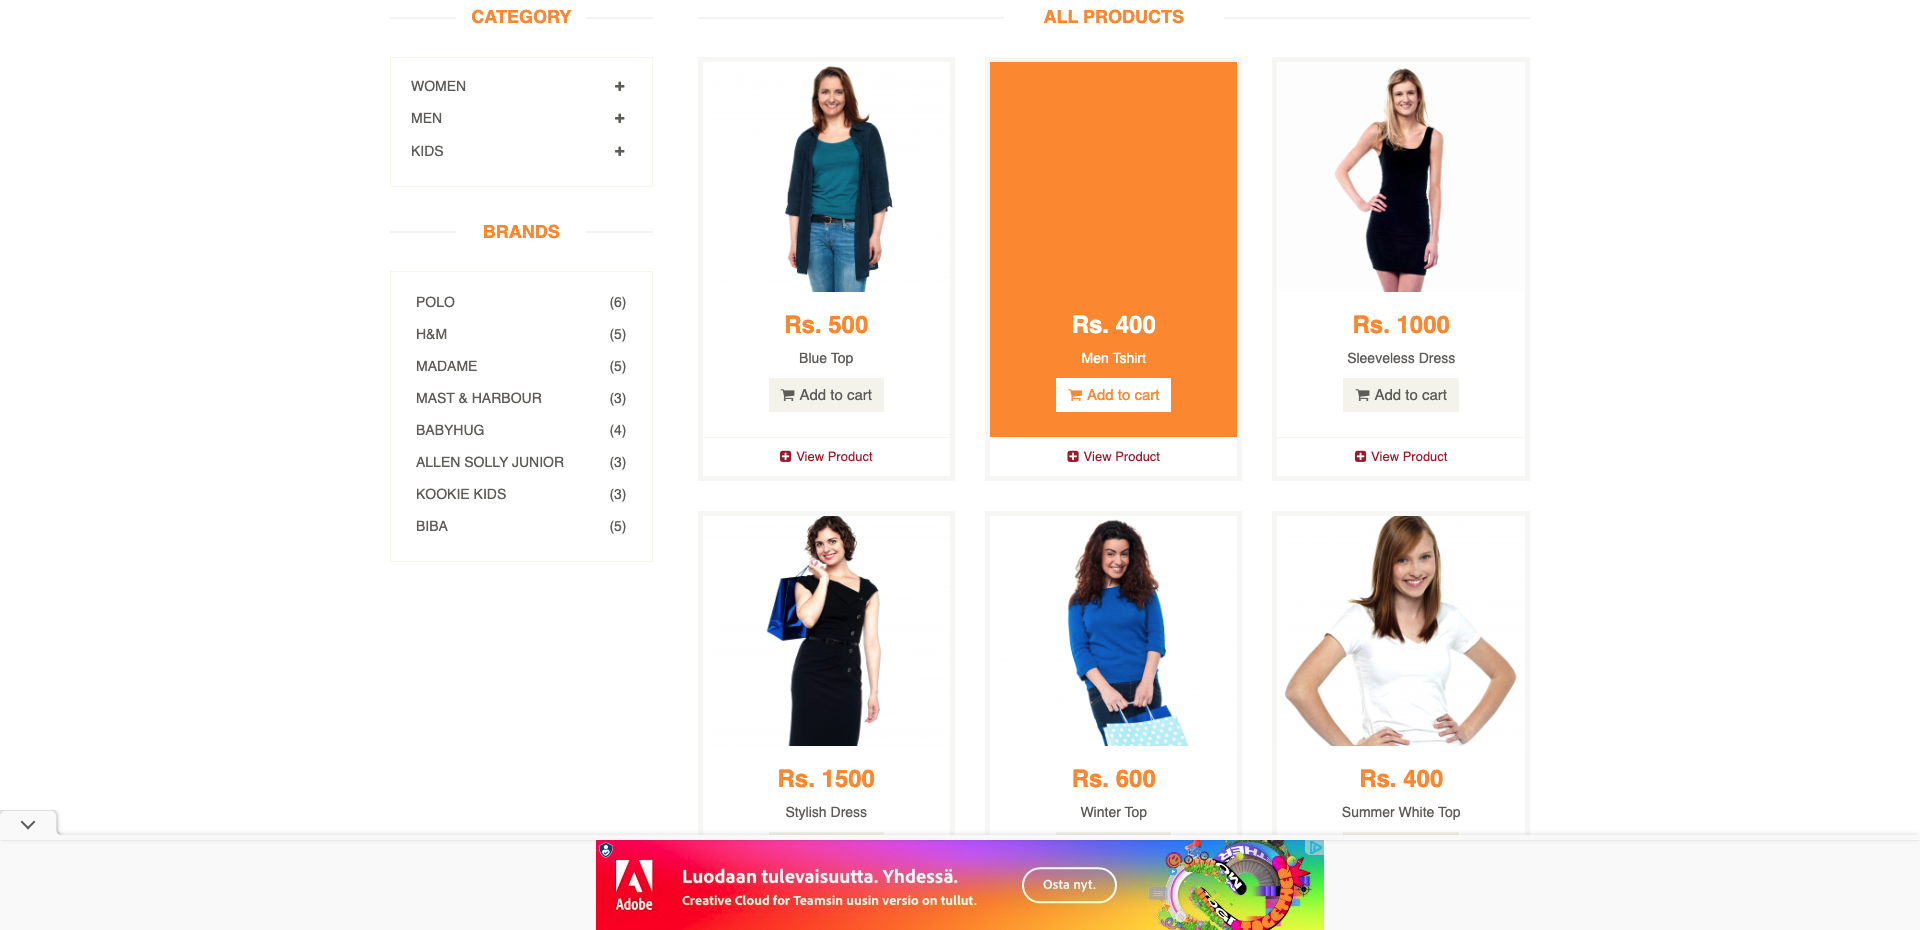 CATEGORY
WOMEN
MEN
KIDS
BRANDS
POLO (6)
H&M (5)
MADAME (5)
MAST & HARBOUR (3)
BABYHUG (4)
ALLEN SOLLY JUNIOR (3)
KOOKIE KIDS (3)
BIBA (5)
ALL PRODUCTS
Rs. 500
Blue Top
Add to cart
View Product
Rs. 400
Men Tshirt
Add to cart
View Product
Rs. 1000
Sleeveless Dress
Add to cart
View Product
Rs. 1500
Stylish Dress
Rs. 600
Winter Top
Rs. 400
Summer White Top
Adobe
Luodaan tulevaisuutta. Yhdessä.
Creative Cloud for Teamsin uusin versio on tullut.
Osta nyt.